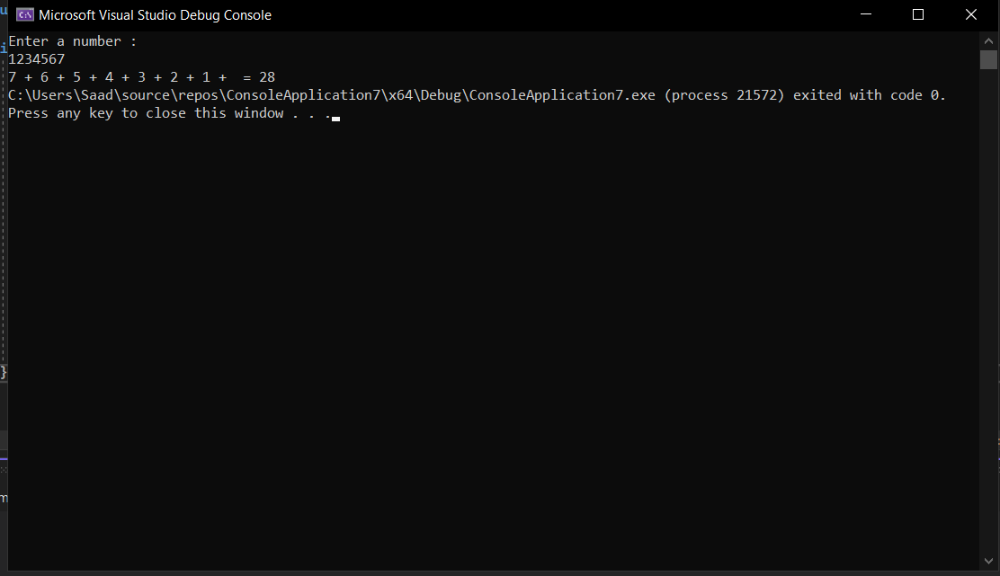 Microsoft Visual Studio Debug Console
Enter a number :
1234567
7 + 6 + 5 + 4 + 3 + 2 + 1 +  = 28
C:\Users\Saad\source\repos\ConsoleApplication7\x64\Debug\ConsoleApplication7.exe (process 21572) exited with code 0.
Press any key to close this window . . .